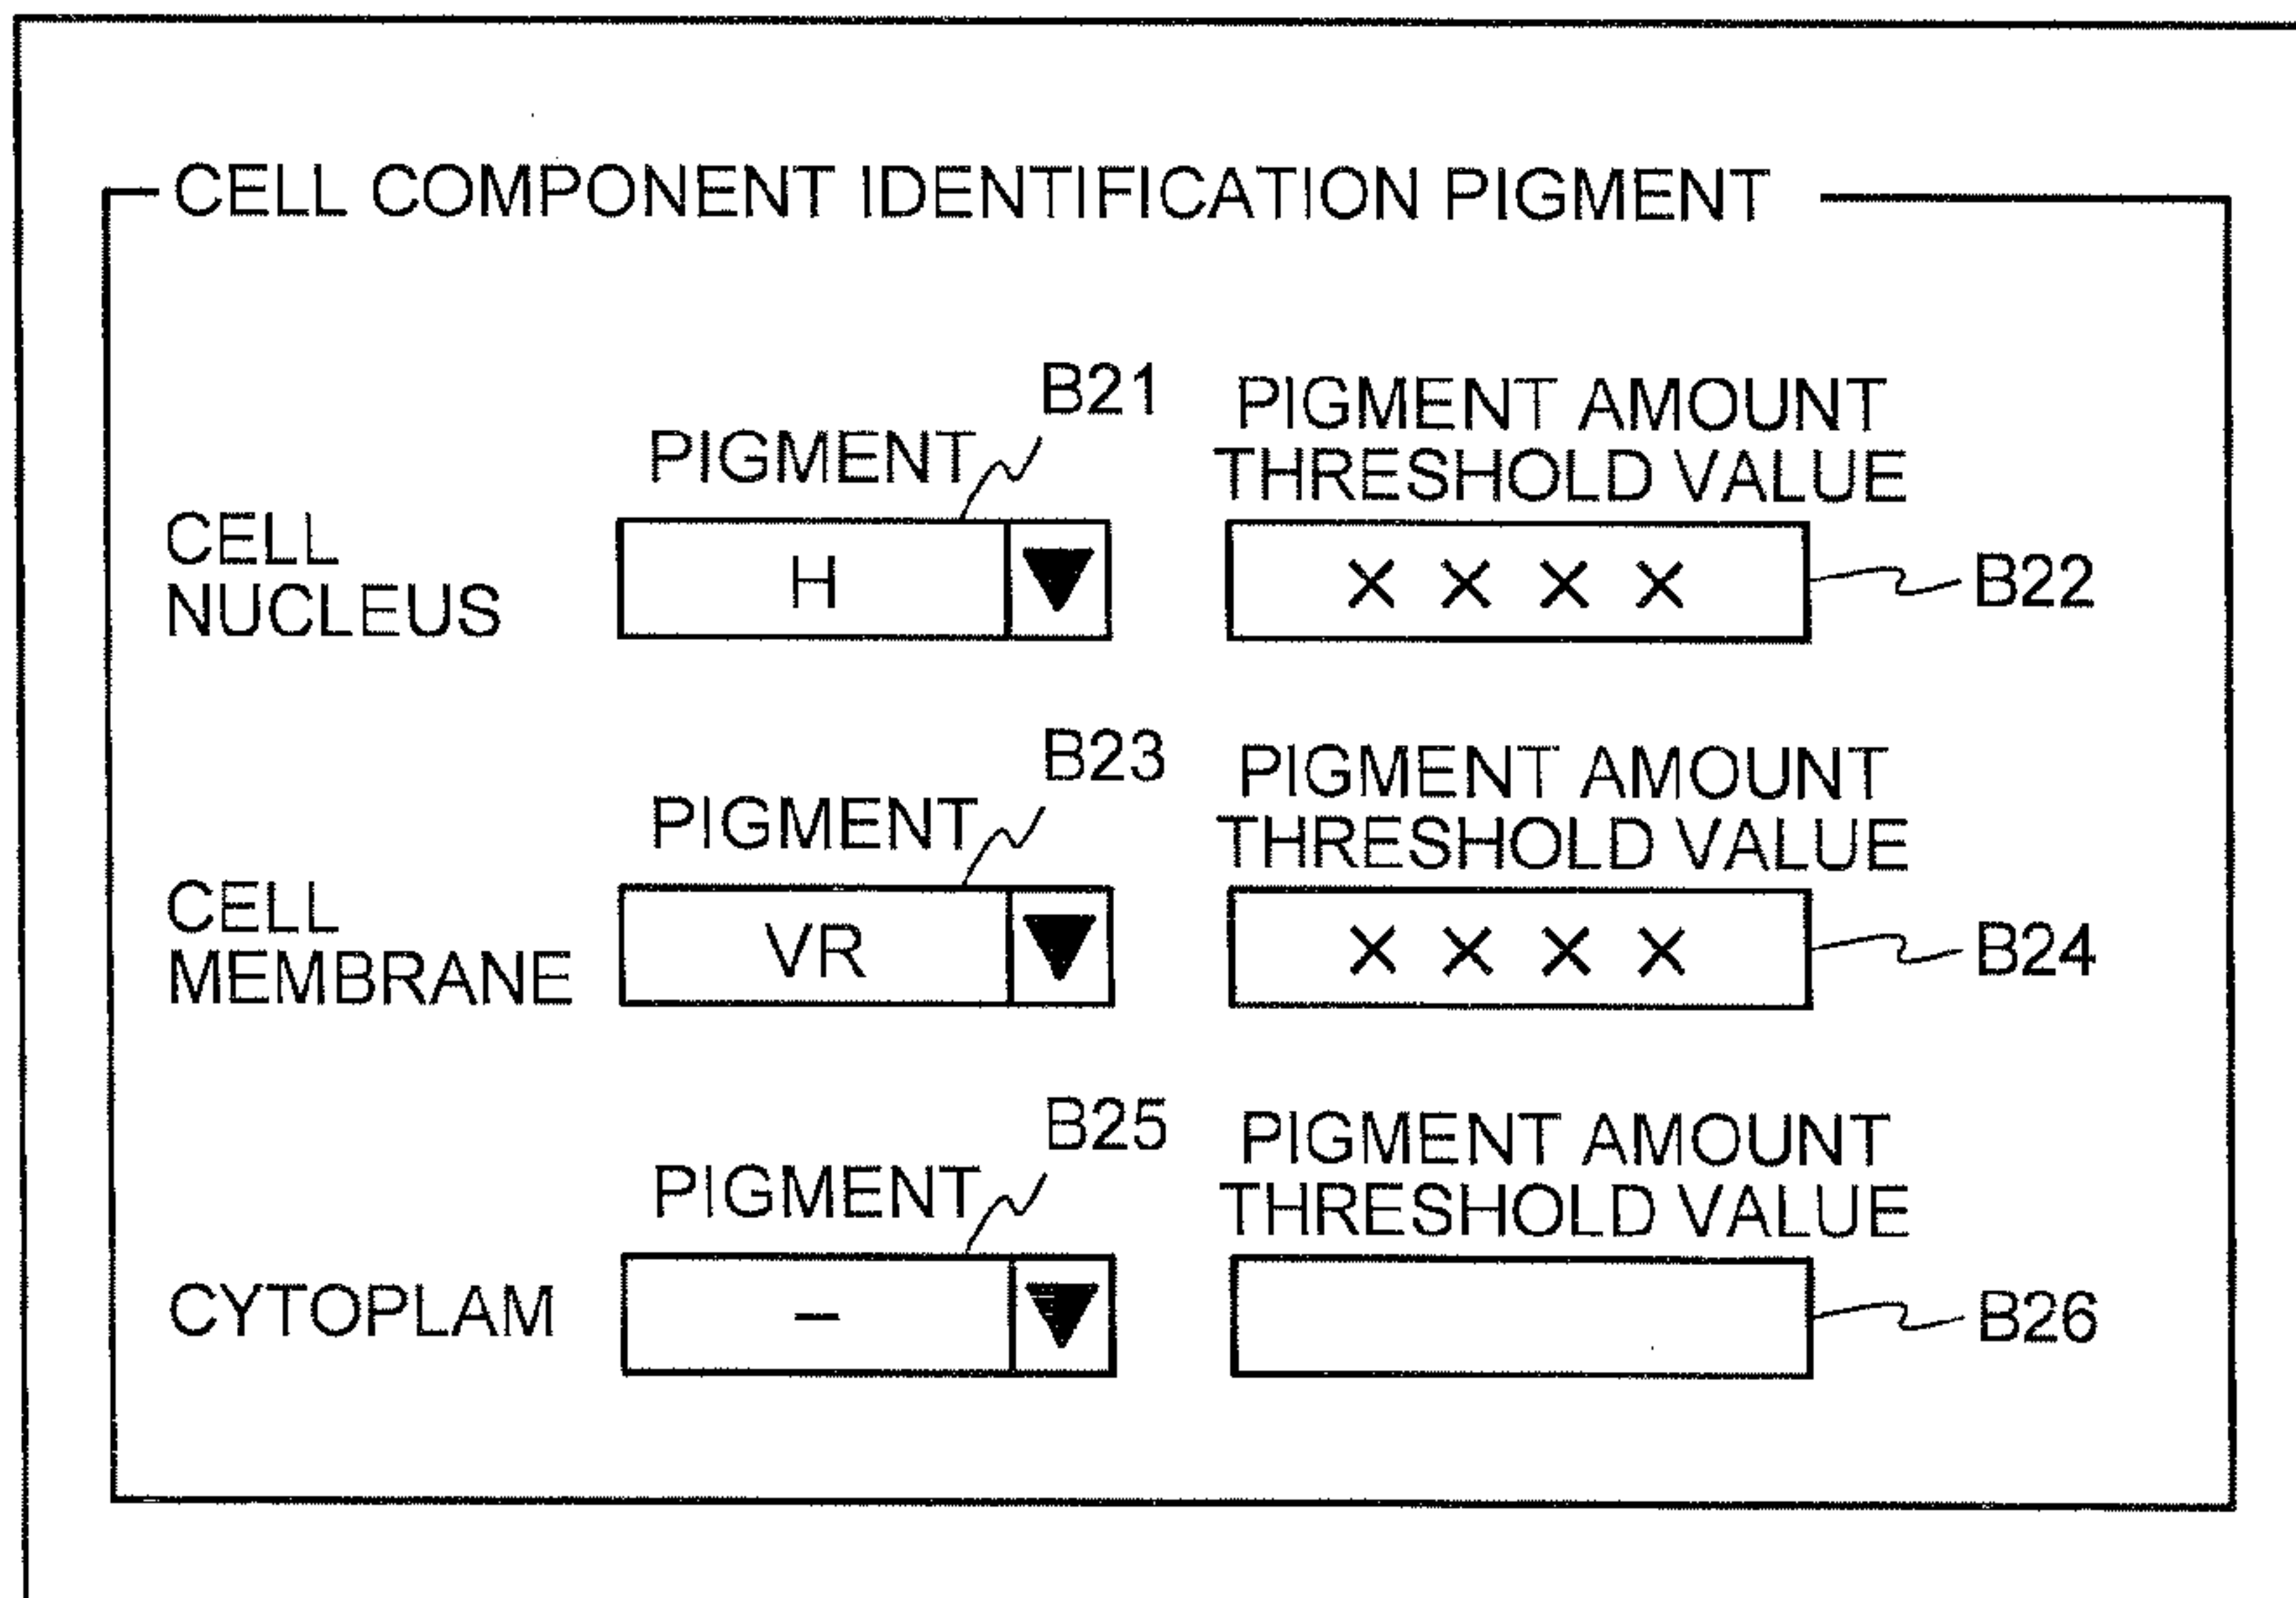 CELL COMPONENT IDENTIFICATION PIGMENT
B21
PIGMENT
PIGMENT AMOUNT
THRESHOLD VALUE
CELL
NUCLEUS
H
× × × ×
B22
B23
PIGMENT
PIGMENT AMOUNT
THRESHOLD VALUE
CELL
MEMBRANE
VR
× × × ×
B24
B25
PIGMENT
PIGMENT AMOUNT
THRESHOLD VALUE
CYTOPLAM
–
B26